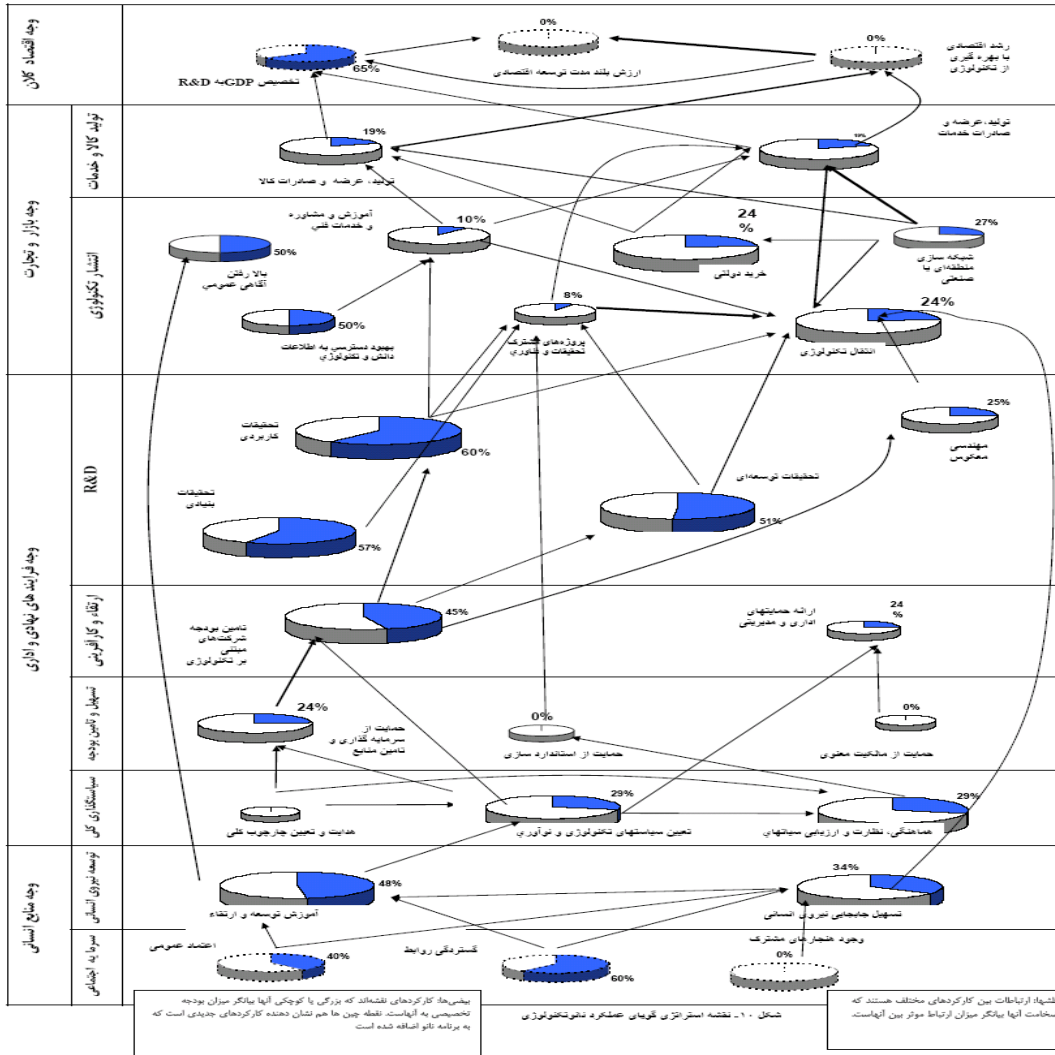 وجه اقتصاد کلان
0%
0%
65%
رشد اقتصادی
با بهره گیری
از تکنولوژی
ارزش بلند مدت توسعه اقتصادی
تخصیص GDP به R&D
وجه بازار و تجارت
تولید کالا و خدمات
19%
تولید، عرضه و
صادرات خدمات
تولید، عرضه و صادرات کالا
انتشار تکنولوژی
آموزش و مشاوره
و خدمات فنی
10%
24
%
27%
شبکه سازی
منطقه‌ای یا
صنعتی
خرید دولتی
50%
بالا رفتن
آگاهی عمومی
50%
بهبود دسترسی به اطلاعات
دانش و تکنولوژی
8%
پروژه‌های مشترک
تحقیقات و فناوری
24%
انتقال تکنولوژی
وجه فرایند های نهادی و اداری
R&D
تحقیقات
کاربردی
60%
25%
مهندسی
معکوس
تحقیقات توسعه‌ای
51%
تحقیقات
بنیادی
57%
ارتقاء و کارآفرینی
45%
تامین بودجه
شرکت‌های
مبتنی
بر تکنولوژی
ارائه حمایتهای
اداری و مدیریتی
24
%
تسهیل و تامین بودجه
24%
حمایت از
سرمایه گذاری و
تامین منابع
0%
حمایت از استاندارد سازی
0%
حمایت از مالکیت معنوی
سیاستگذاری کلی
هدایت و تعیین چارچوب کلی
29%
تعیین سیاستهای تکنولوژی و نوآوری
29%
هماهنگی، نظارت و ارزیابی سیاتهای
وجه منابع انسانی
توسعه نیروی انسانی
48%
آموزش توسعه و ارتقاء
34%
تسهیل جابجایی نیروی انسانی
سرمایه اجتماعی
اعتماد عمومی
40%
گستردگی روابط
60%
وجود هنجارهای مشترک
0%
بیضی‌ها: کارکردهای نقشه‌اند که بزرگی یا کوچکی آنها بیانگر میزان بودجه
تخصیصی به آنهاست. نقطه چین ها هم نشان دهنده کارکردهای جدیدی است که
به برنامه نانو اضافه شده است
شکل ۱۰- نقشه استراتژی گویای عملکرد نانوتکنولوژی
ارتباطات بین کارکردهای مختلف هستند که
ضخامت آنها بیانگر میزان ارتباط موثر بین آنهاست.